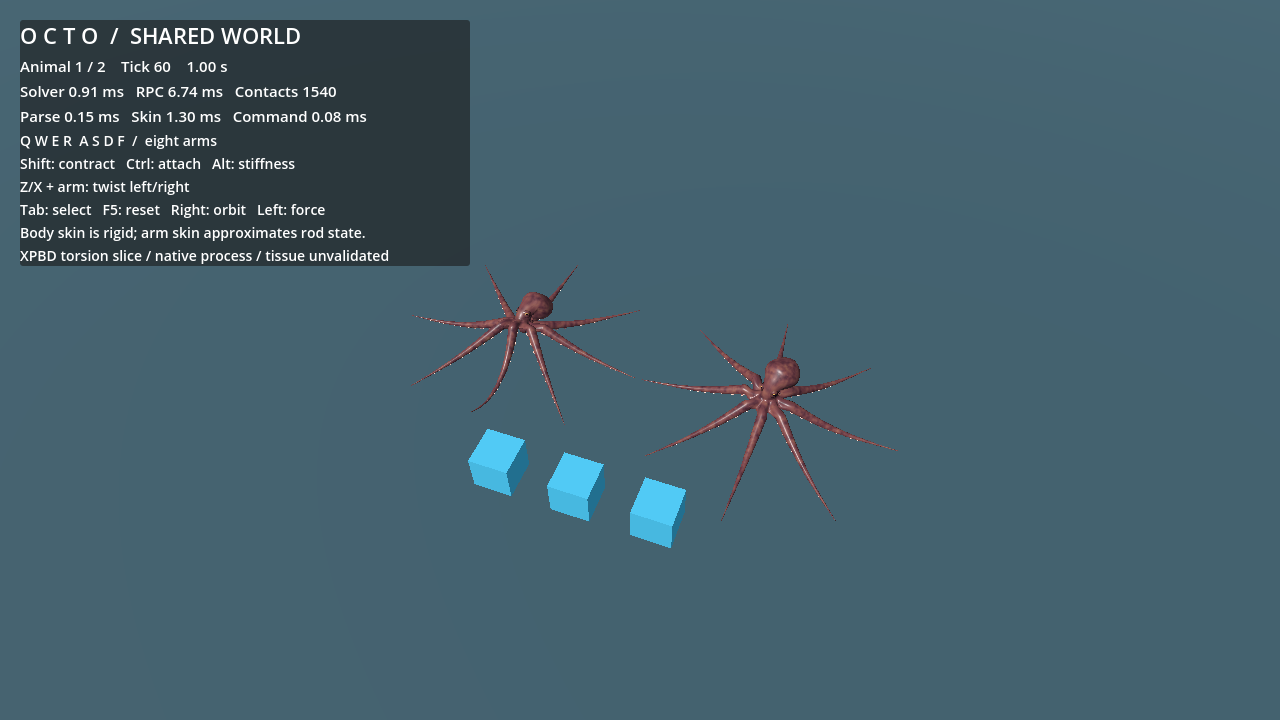 O C T O / SHARED WORLD
Animal 1 / 2 Tick 60 1.00 s
Solver 0.91 ms RPC 6.74 ms Contacts 1540
Parse 0.15 ms Skin 1.30 ms Command 0.08 ms
Q W E R A S D F / eight arms
Shift: contract Ctrl: attach Alt: stiffness
Z/X + arm: twist left/right
Tab: select F5: reset Right: orbit Left: force
Body skin is rigid; arm skin approximates rod state.
XPBD torsion slice / native process / tissue unvalidated